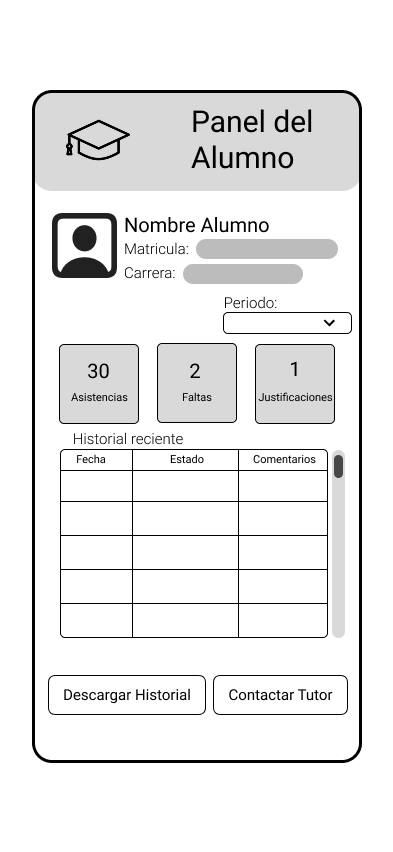 Panel del
Alumno
Nombre Alumno
Matricula:
Carrera:
Periodo:
30 2 1
Asistencias Faltas Justificaciones
Historial reciente
Fecha Estado Comentarios
Descargar Historial Contactar Tutor